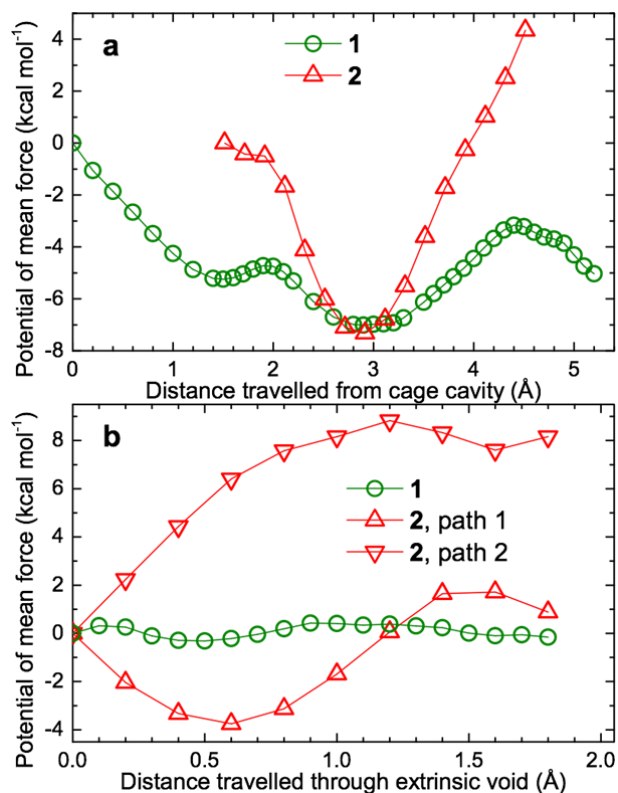 a
1
2
4
2
0
-2
-4
-6
-8
Potential of mean force (kcal mol⁻¹)
0 1 2 3 4 5
Distance travelled from cage cavity (Å)
b
1
2, path 1
2, path 2
8
6
4
2
0
-2
-4
Potential of mean force (kcal mol⁻¹)
0.0 0.5 1.0 1.5 2.0
Distance travelled through extrinsic void (Å)